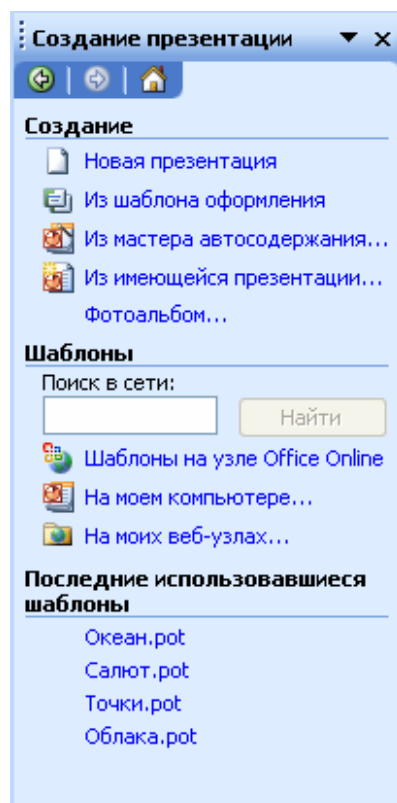 Создание презентации
Создание
Новая презентация
Из шаблона оформления
Из мастера автосодержания...
Из имеющейся презентации...
Фотоальбом...
Шаблоны
Поиск в сети:
Найти
Шаблоны на узле Office Online
На моем компьютере...
На моих веб-узлах...
Последние использовавшиеся
шаблоны
Океан.pot
Салют.pot
Точки.pot
Облака.pot